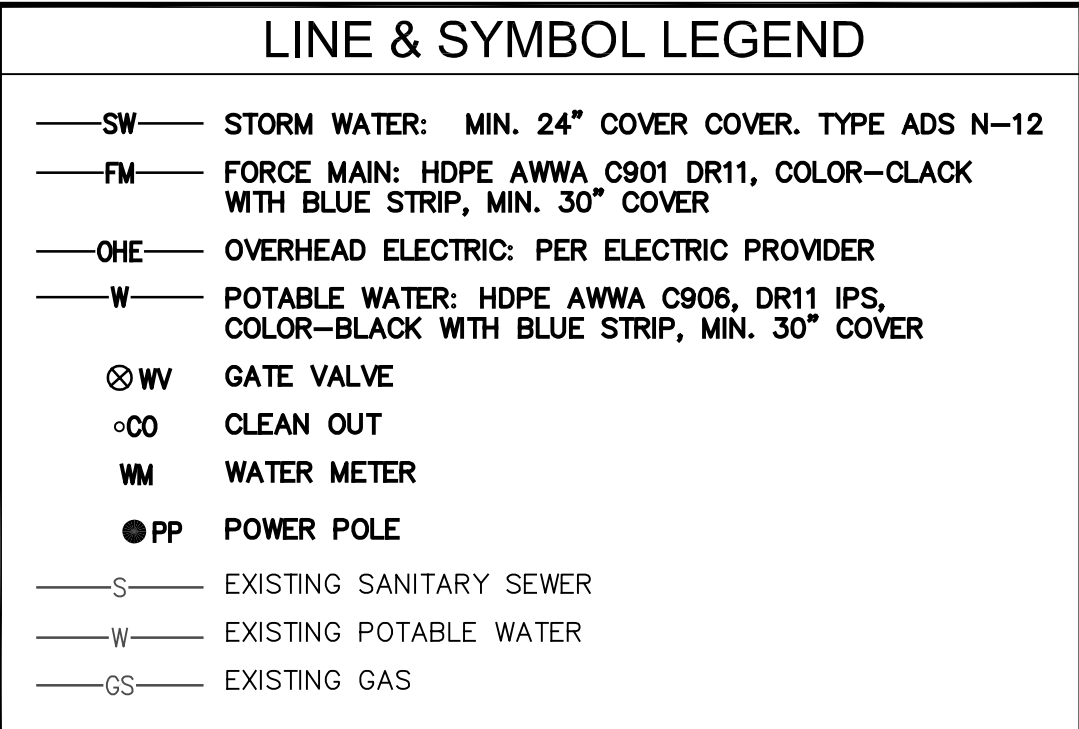 LINE & SYMBOL LEGEND
SW STORM WATER: MIN. 24" COVER COVER. TYPE ADS N-12
FM FORCE MAIN: HDPE AWWA C901 DR11, COLOR-CLACK
WITH BLUE STRIP, MIN. 30" COVER
OHE OVERHEAD ELECTRIC: PER ELECTRIC PROVIDER
W POTABLE WATER: HDPE AWWA C906, DR11 IPS,
COLOR-BLACK WITH BLUE STRIP, MIN. 30" COVER
WV GATE VALVE
CO CLEAN OUT
WM WATER METER
PP POWER POLE
S EXISTING SANITARY SEWER
W EXISTING POTABLE WATER
GS EXISTING GAS